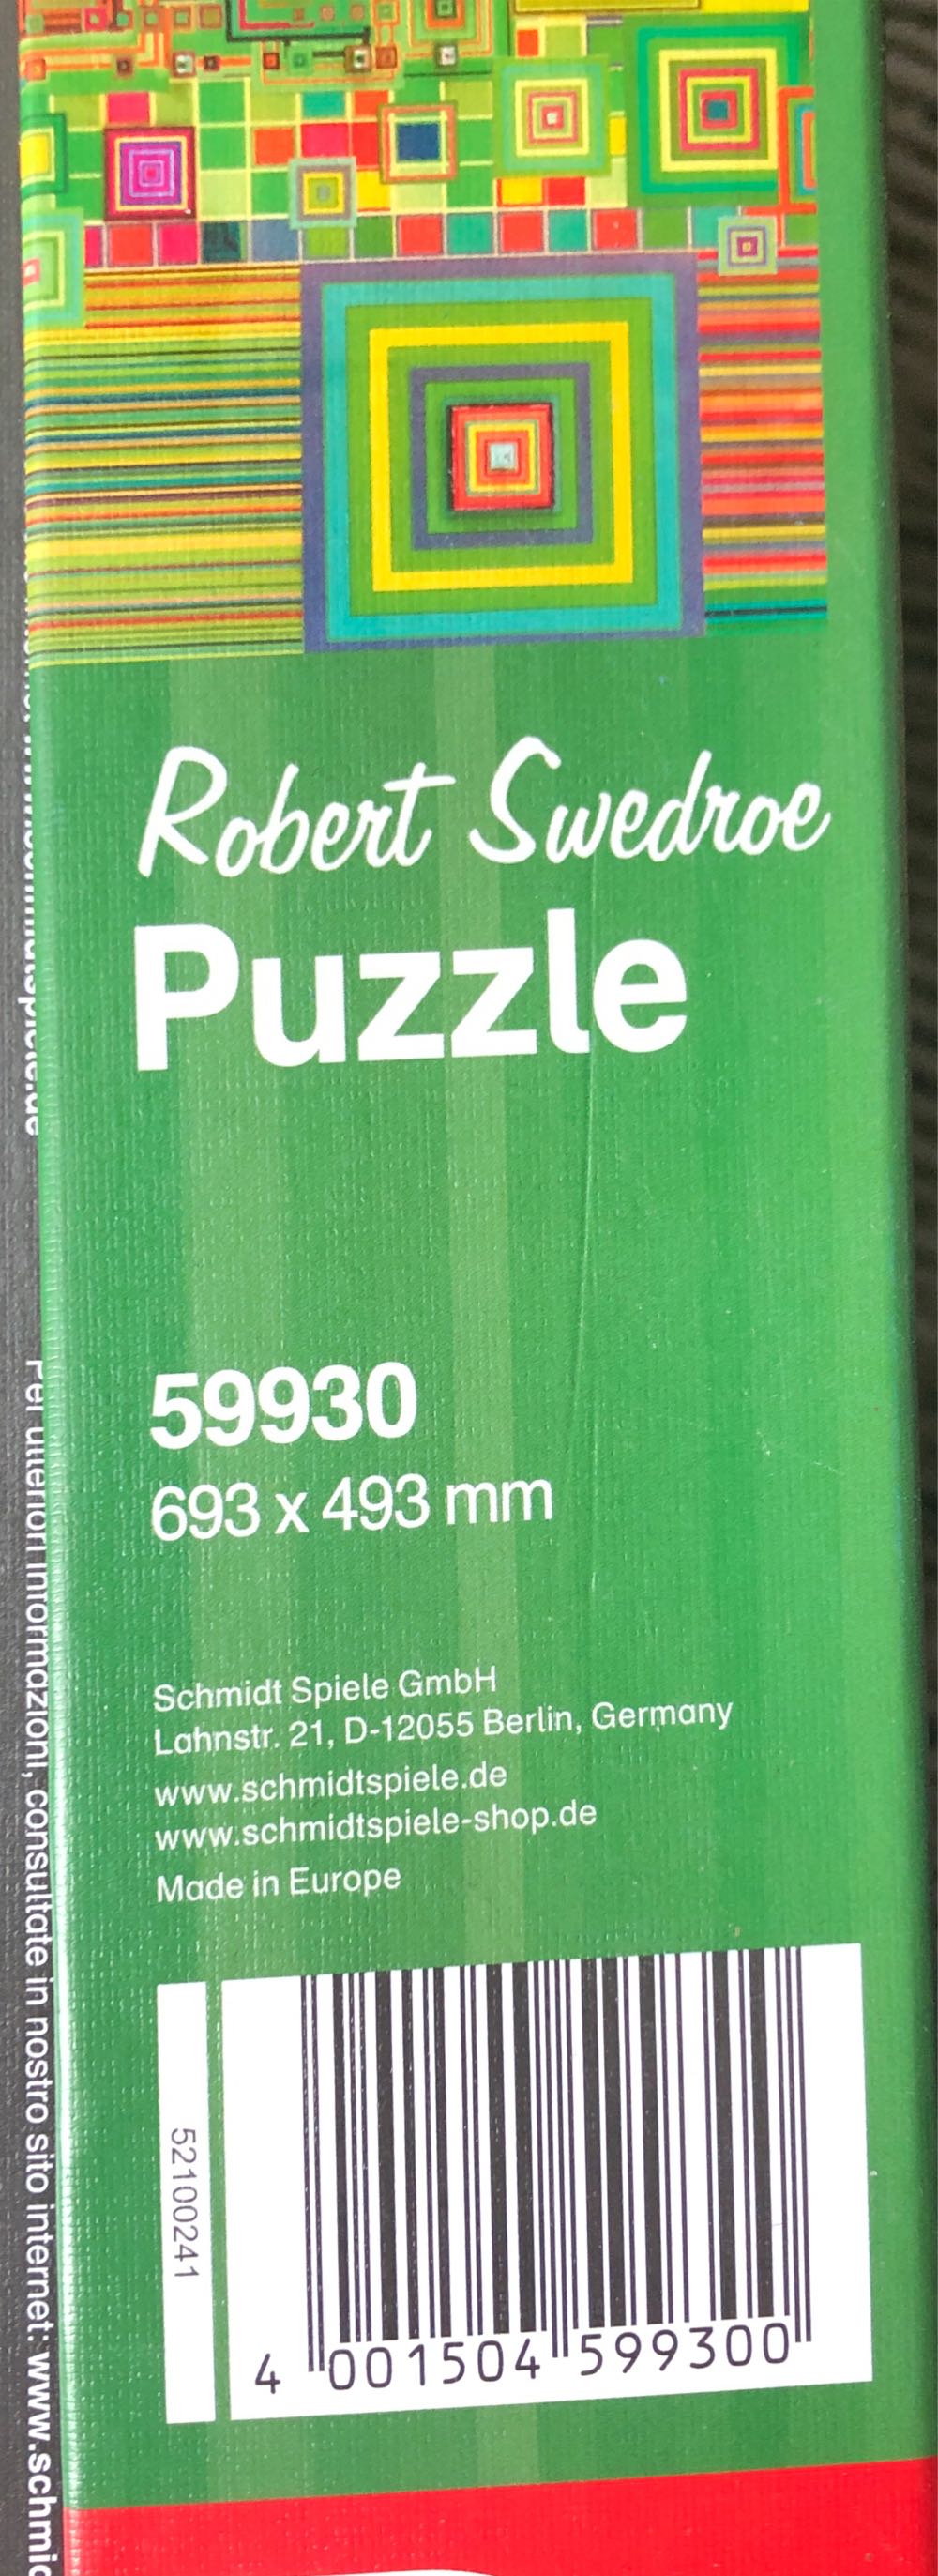 Robert Swedroe
Puzzle
59930
693 x 493 mm
Schmidt Spiele GmbH
Lahnstr. 21, D-12055 Berlin, Germany
www.schmidtspiele.de
www.schmidtspiele-shop.de
Made in Europe
52100241
4 001504 599300
Per ulteriori informazioni, consultate in nostro sito internet: www.schmid